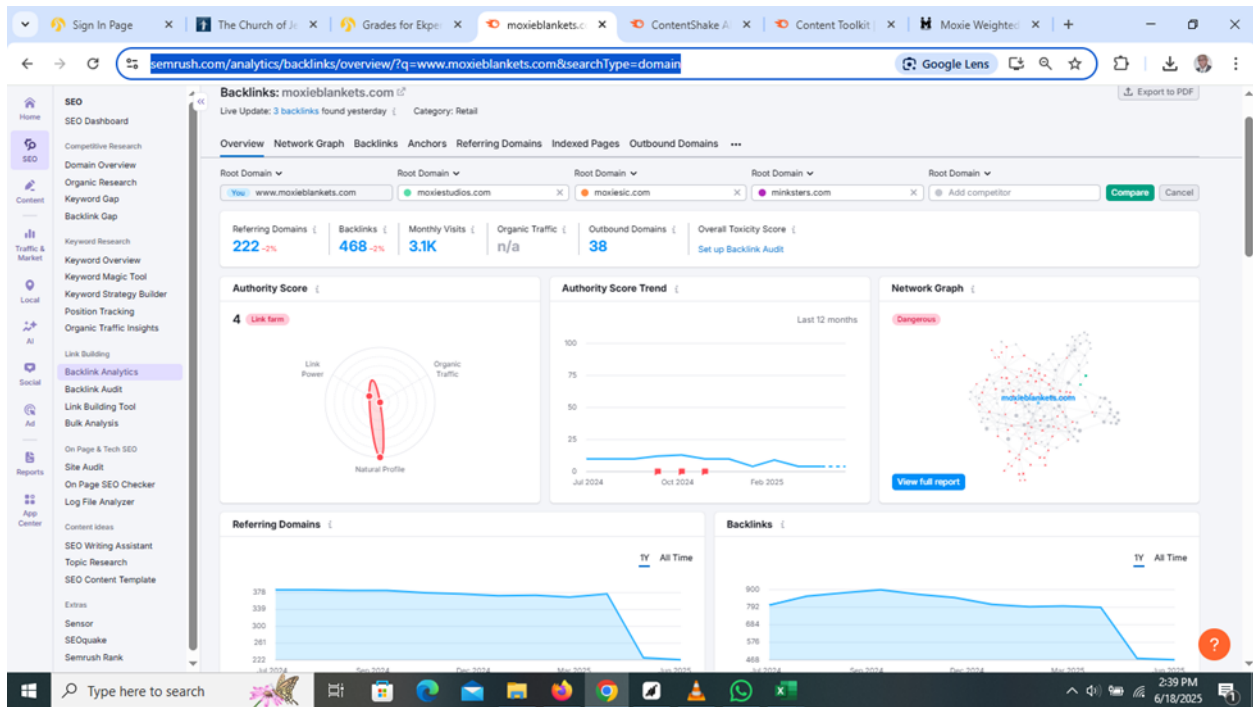 Sign In Page
The Church of Je
Grades for Ekpe
moxieblankets.c
ContentShake A
Content Toolkit
Moxie Weighted
semrush.com/analytics/backlinks/overview/?q=www.moxieblankets.com&searchType=domain
Google Lens
Home
SEO
Content
Traffic & Market
Local
AI
Social
Ad
Reports
App Center
SEO
SEO Dashboard
Competitive Research
Domain Overview
Organic Research
Keyword Gap
Backlink Gap
Keyword Research
Keyword Overview
Keyword Magic Tool
Keyword Strategy Builder
Position Tracking
Organic Traffic Insights
Link Building
Backlink Analytics
Backlink Audit
Link Building Tool
Bulk Analysis
On Page & Tech SEO
Site Audit
On Page SEO Checker
Log File Analyzer
Content Ideas
SEO Writing Assistant
Topic Research
SEO Content Template
Extras
Sensor
SEOquake
Semrush Rank
Backlinks: moxieblankets.com
Export to PDF
Live Update: 3 backlinks found yesterday Category: Retail
Overview Network Graph Backlinks Anchors Referring Domains Indexed Pages Outbound Domains
Root Domain Root Domain Root Domain Root Domain Root Domain
You www.moxieblankets.com moxiestudios.com moxiesic.com minksters.com Add competitor Compare Cancel
Referring Domains Backlinks Monthly Visits Organic Traffic Outbound Domains Overall Toxicity Score
222 -2% 468 -2% 3.1K n/a 38 Set up Backlink Audit
Authority Score
4 Link farm
Link Power
Organic Traffic
Natural Profile
Authority Score Trend
Last 12 months
100
75
50
25
0
Jul 2024 Oct 2024 Feb 2025
Network Graph
Dangerous
moxieblankets.com
View full report
Referring Domains
1Y All Time
378
339
300
261
222
Jul 2024 Sep 2024 Dec 2024 Mar 2025 Jun 2025
Backlinks
1Y All Time
900
792
684
576
468
Jul 2024 Sep 2024 Dec 2024 Mar 2025 Jun 2025
?
Type here to search
2:39 PM
6/18/2025